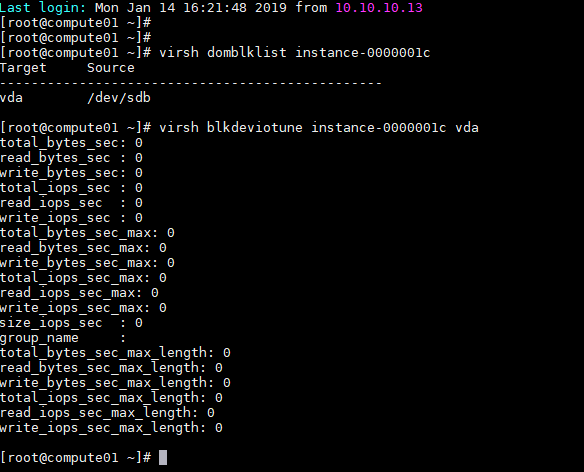 Last login: Mon Jan 14 16:21:48 2019 from 10.10.10.13
[root@compute01 ~]#
[root@compute01 ~]#
[root@compute01 ~]# virsh domblklist instance-0000001c
Target     Source
------------------------------------------------
vda        /dev/sdb
[root@compute01 ~]# virsh blkdeviotune instance-0000001c vda
total_bytes_sec: 0
read_bytes_sec : 0
write_bytes_sec: 0
total_iops_sec : 0
read_iops_sec  : 0
write_iops_sec : 0
total_bytes_sec_max: 0
read_bytes_sec_max: 0
write_bytes_sec_max: 0
total_iops_sec_max: 0
read_iops_sec_max: 0
write_iops_sec_max: 0
size_iops_sec  : 0
group_name     :
total_bytes_sec_max_length: 0
read_bytes_sec_max_length: 0
write_bytes_sec_max_length: 0
total_iops_sec_max_length: 0
read_iops_sec_max_length: 0
write_iops_sec_max_length: 0
[root@compute01 ~]#